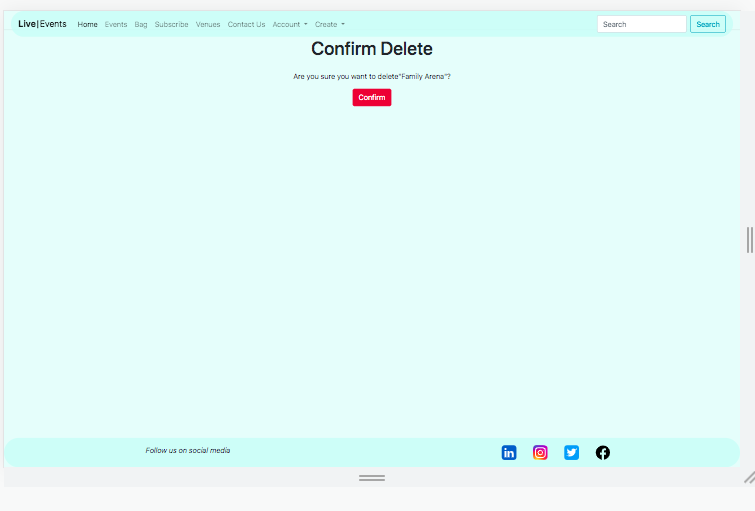 Live|Events Home Events Bag Subscribe Venues Contact Us Account Create Search Search
Confirm Delete
Are you sure you want to delete"Family Arena"?
Confirm
Follow us on social media